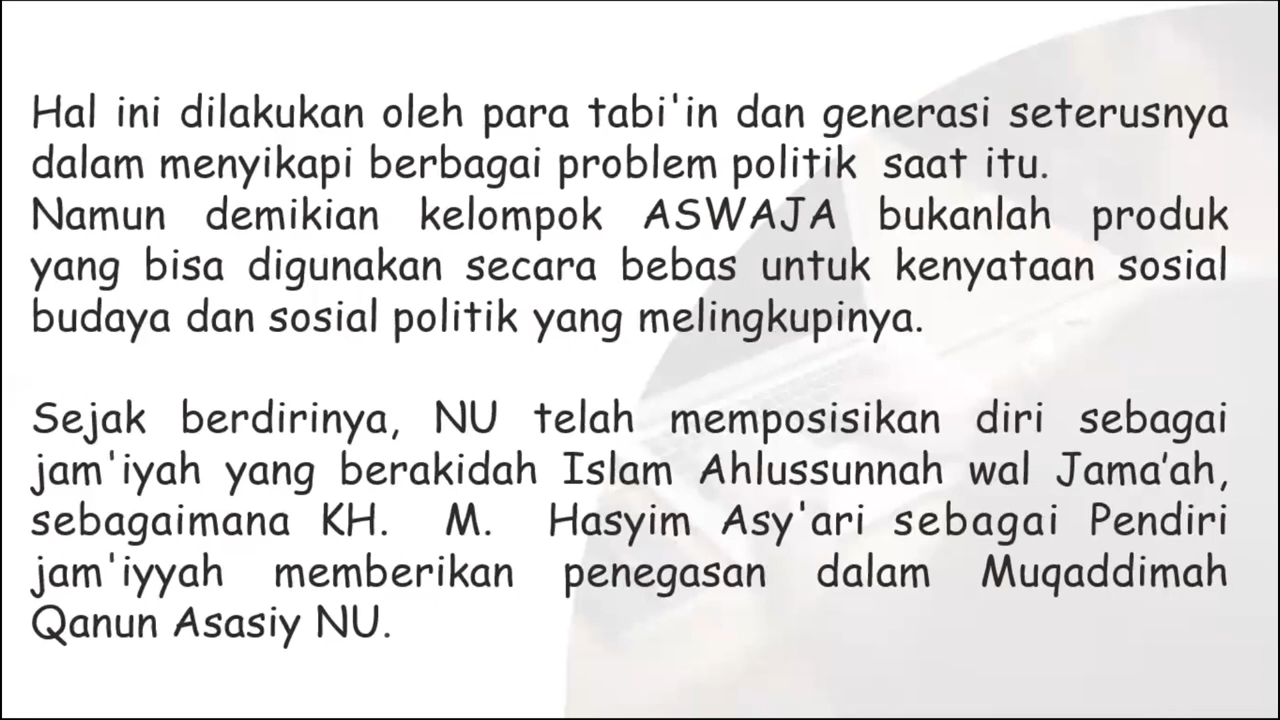 Hal ini dilakukan oleh para tabi'in dan generasi seterusnya
dalam menyikapi berbagai problem politik saat itu.
Namun demikian kelompok ASWAJA bukanlah produk
yang bisa digunakan secara bebas untuk kenyataan sosial
budaya dan sosial politik yang melingkupinya.
Sejak berdirinya, NU telah memposisikan diri sebagai
jam'iyah yang berakidah Islam Ahlussunnah wal Jama’ah,
sebagaimana KH. M. Hasyim Asy'ari sebagai Pendiri
jam'iyyah memberikan penegasan dalam Muqaddimah
Qanun Asasiy NU.